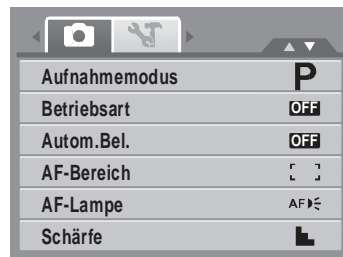 Aufnahmemodus P
Betriebsart OFF
Autom.Bel. OFF
AF-Bereich
AF-Lampe AF
Schärfe